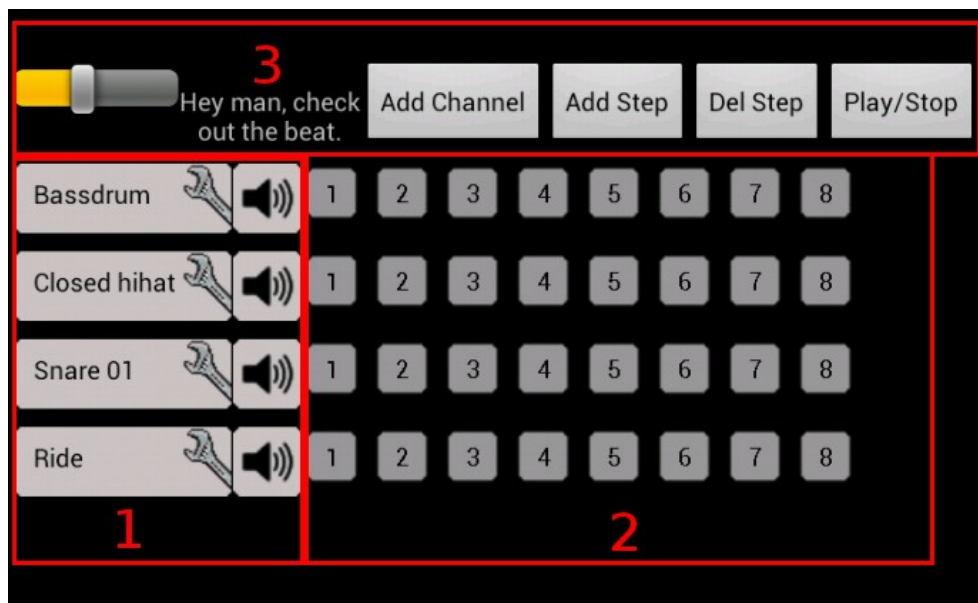 3
Hey man, check
out the beat.
Add Channel
Add Step
Del Step
Play/Stop
Bassdrum 1 2 3 4 5 6 7 8
Closed hihat 1 2 3 4 5 6 7 8
Snare 01 1 2 3 4 5 6 7 8
Ride 1 2 3 4 5 6 7 8
1
2